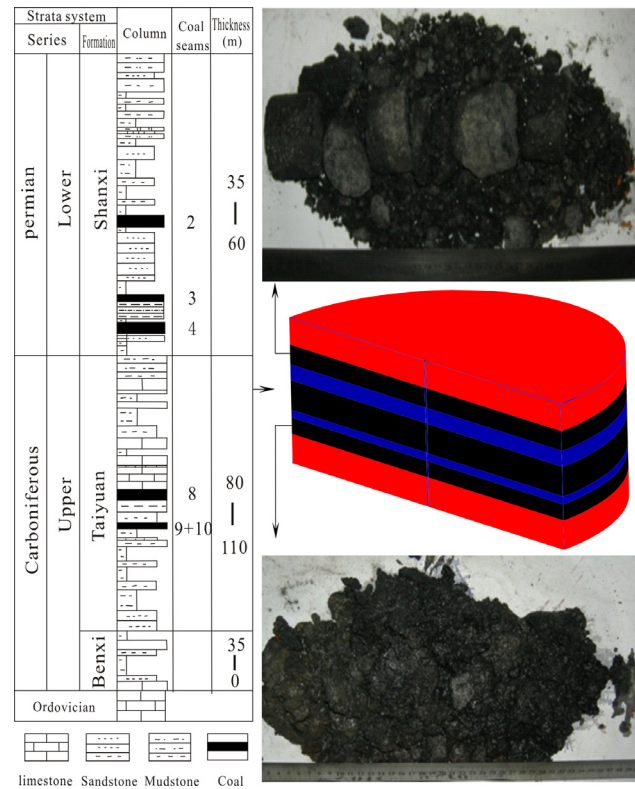 Strata system
Series
Formation
Column
Coal
seams
Thickness
(m)
permian
Lower
Shanxi
2
3
4
35
60
Carboniferous
Upper
Taiyuan
8
9+10
80
110
Benxi
35
0
Ordovician
limestone Sandstone Mudstone Coal